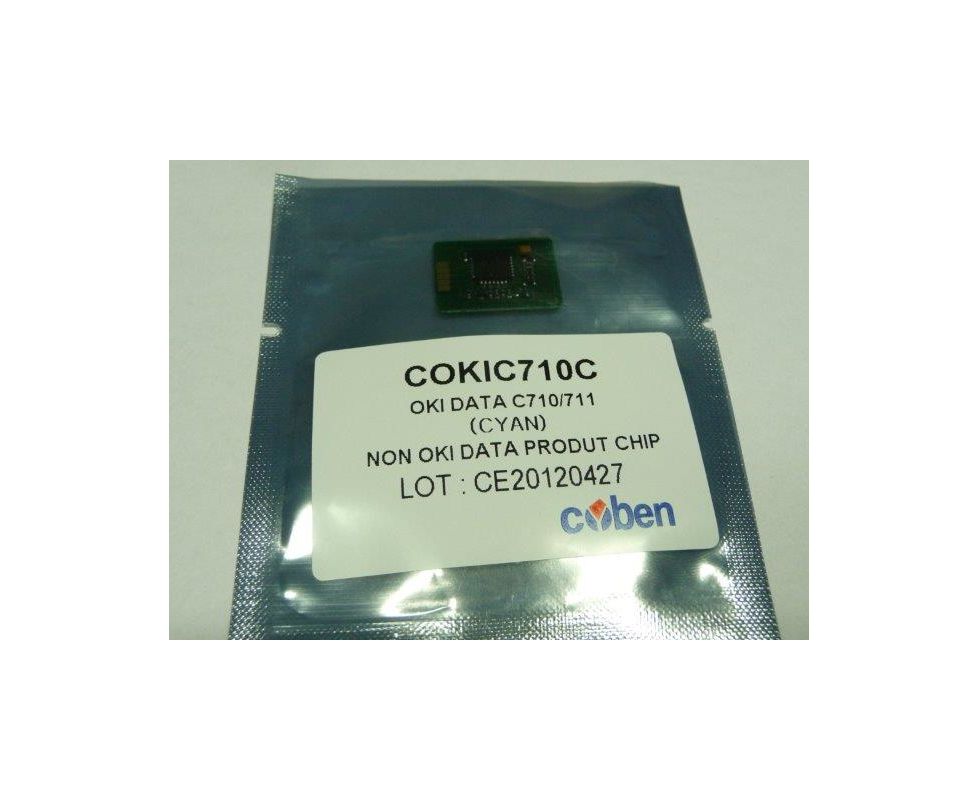 COKIC710C
OKI DATA C710/711
(CYAN)
NON OKI DATA PRODUT CHIP
LOT : CE20120427
coben